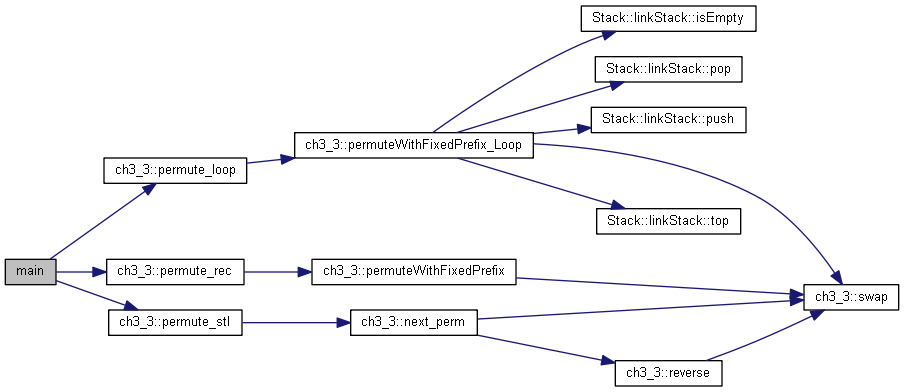 Stack::linkStack::isEmpty
Stack::linkStack::pop
Stack::linkStack::push
ch3_3::permuteWithFixedPrefix_Loop
ch3_3::permute_loop
Stack::linkStack::top
main
ch3_3::permute_rec
ch3_3::permuteWithFixedPrefix
ch3_3::swap
ch3_3::permute_stl
ch3_3::next_perm
ch3_3::reverse